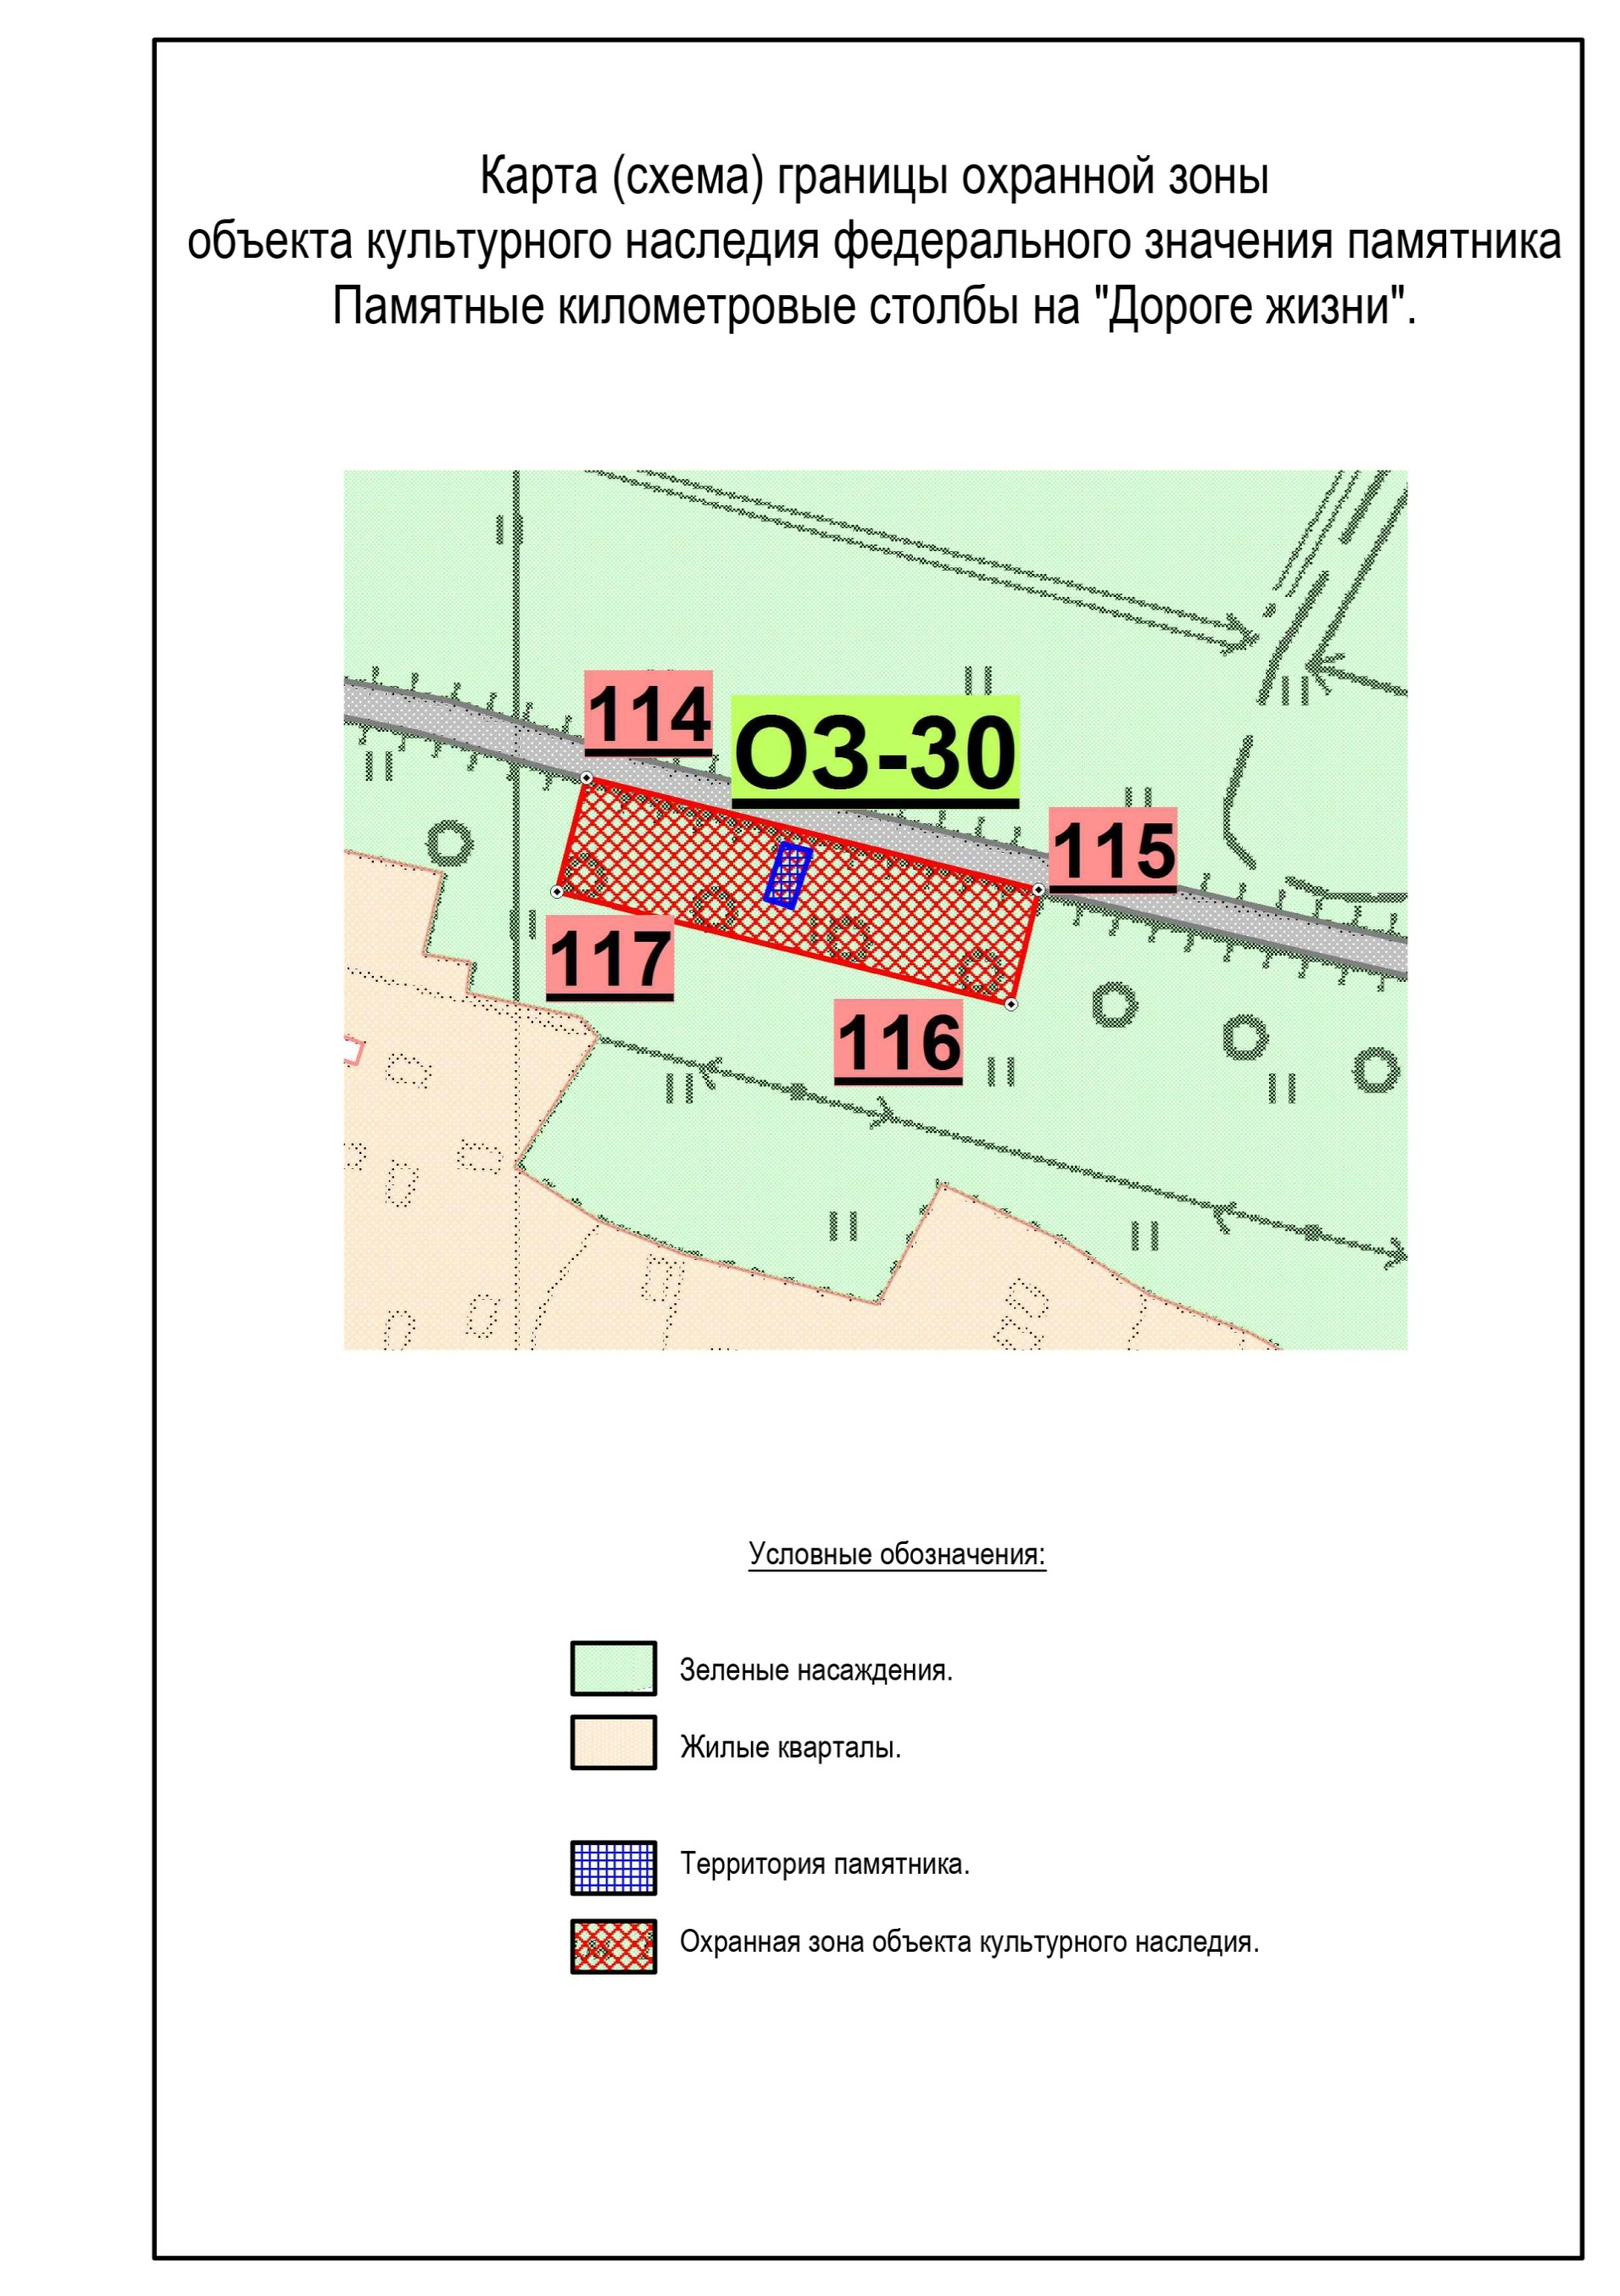 Карта (схема) границы охранной зоны
объекта культурного наследия федерального значения памятника
Памятные километровые столбы на "Дороге жизни".
114
ОЗ-30
115
117
116
Условные обозначения:
Зеленые насаждения.
Жилые кварталы.
Территория памятника.
Охранная зона объекта культурного наследия.